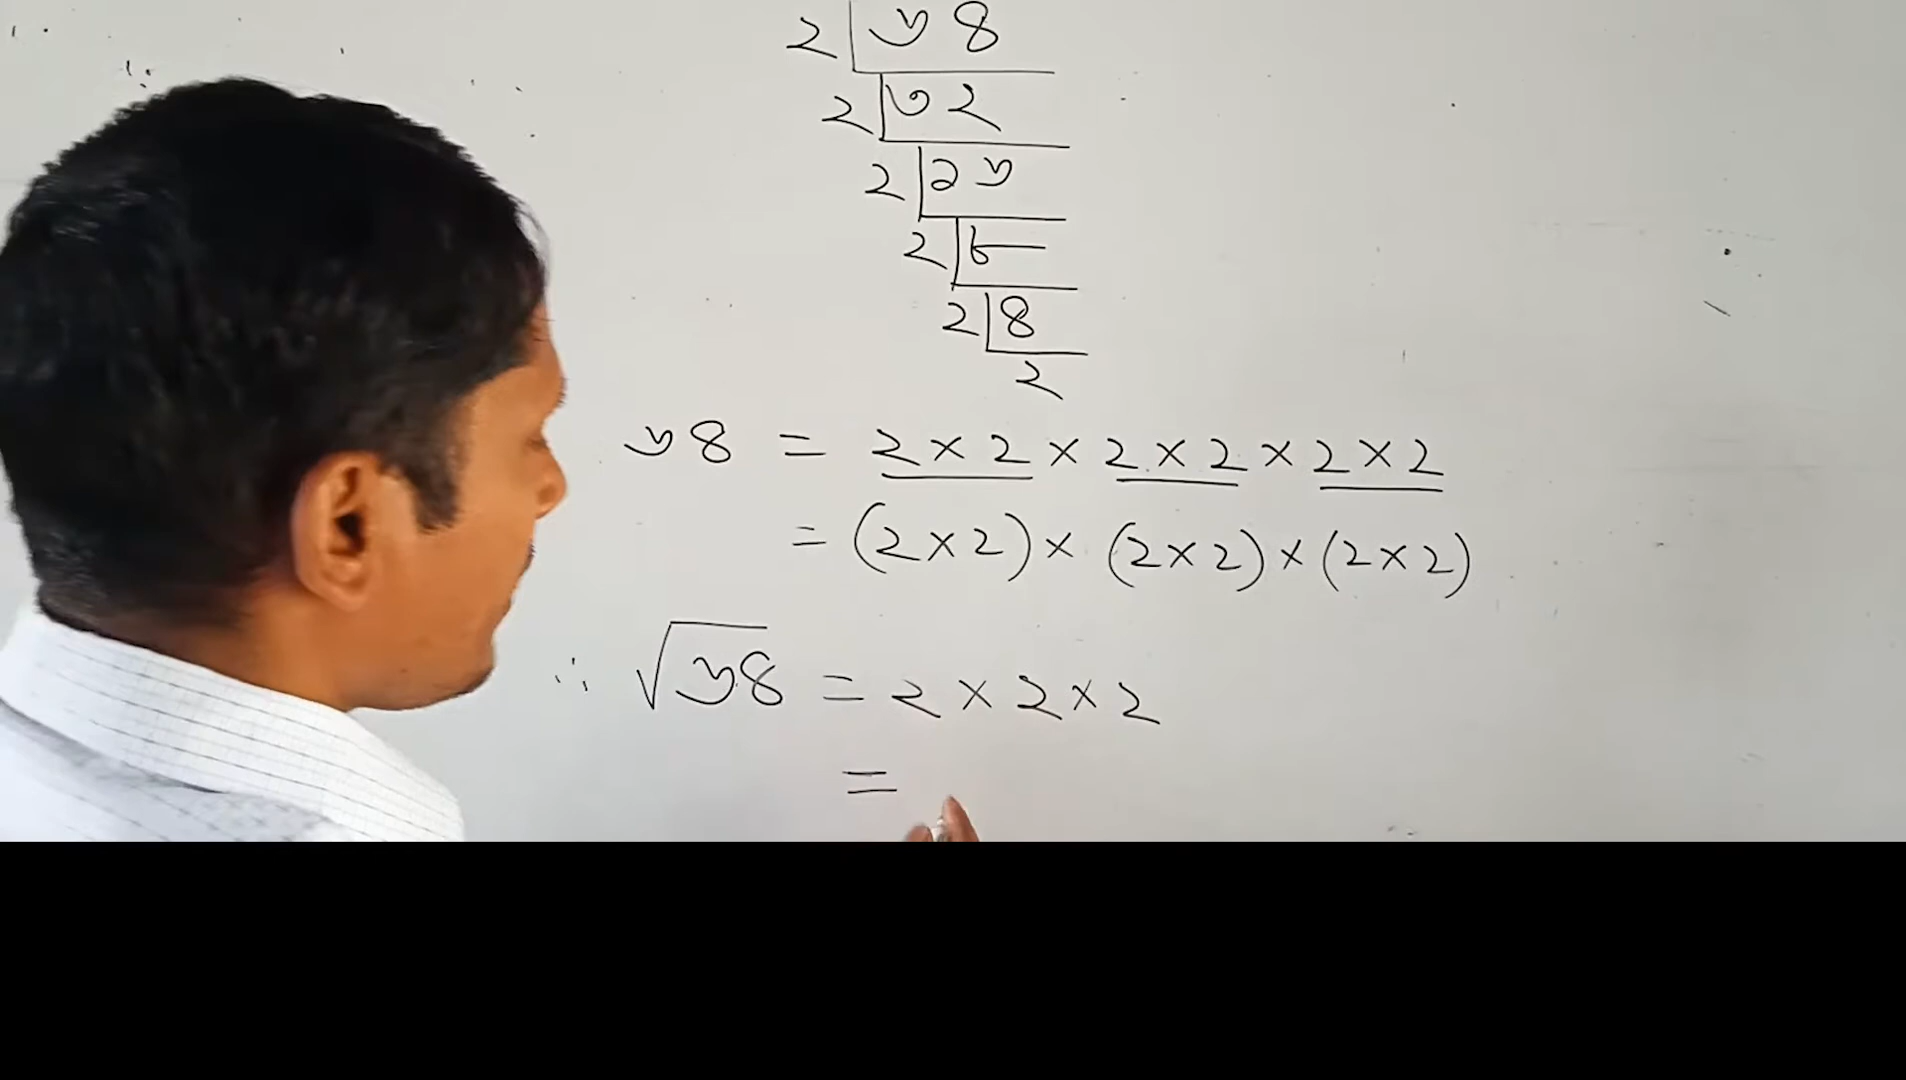 ২ | ৬৪
২ | ৩২
২ | ১৬
২ | ৮
২ | ৪
২
৬৪ = ২ × ২ × ২ × ২ × ২ × ২
= (২ × ২) × (২ × ২) × (২ × ২)
∴ √৬৪ = ২ × ২ × ২
=